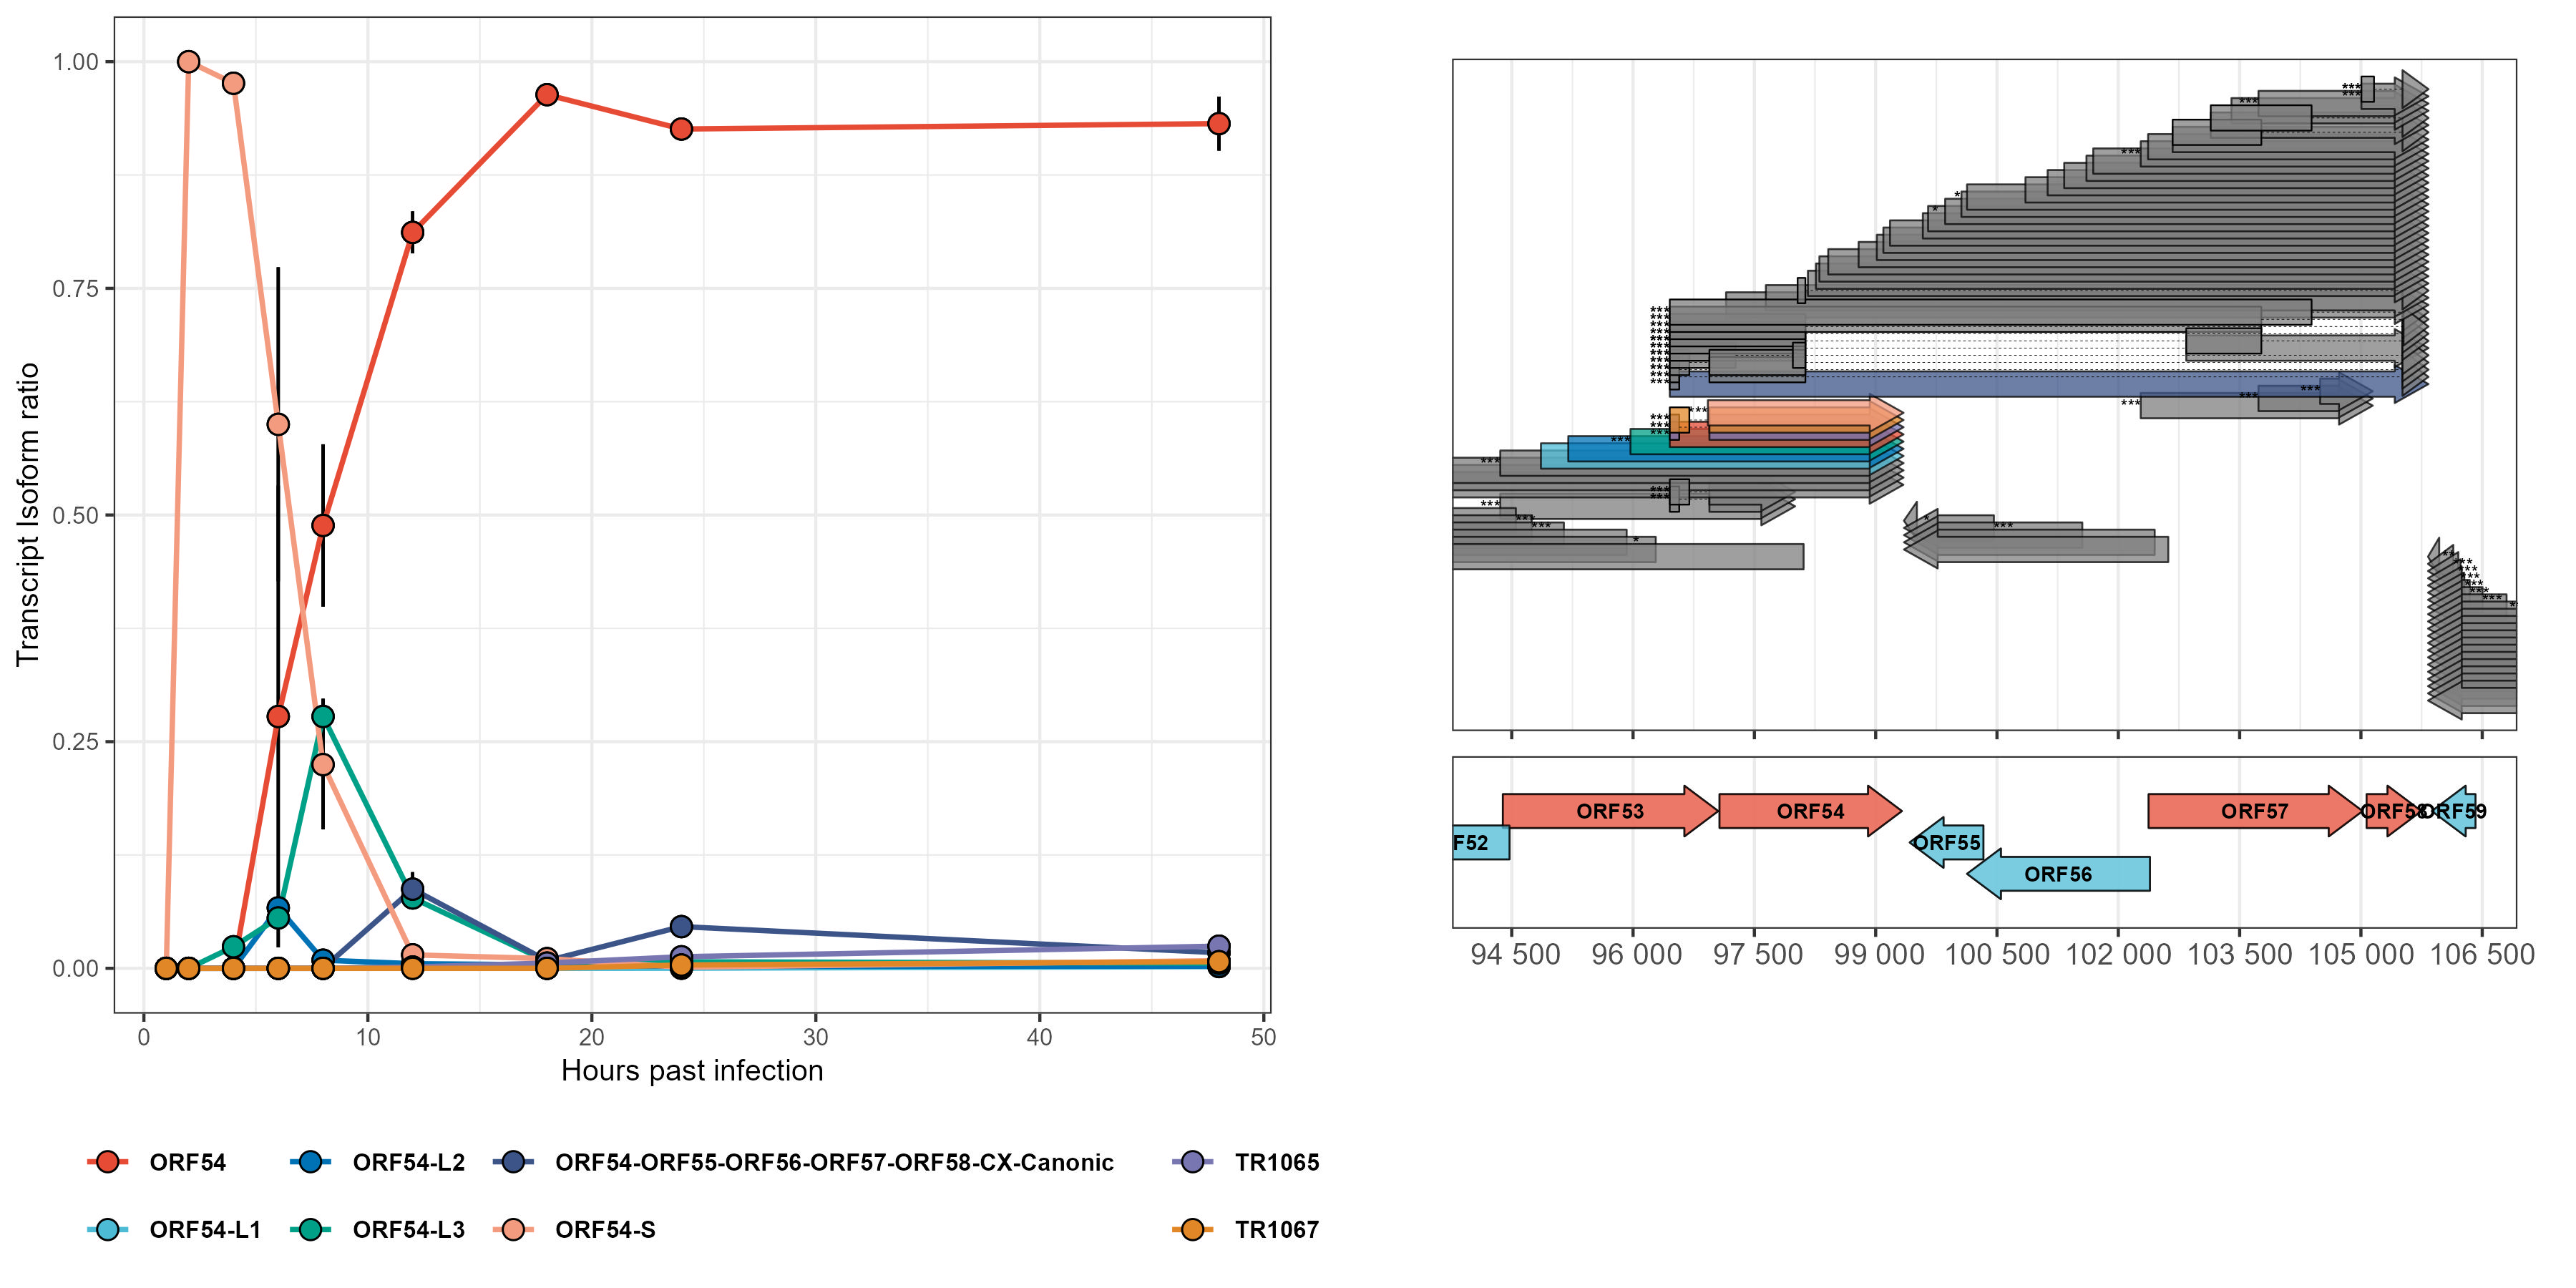 1.00
0.75
0.50
0.25
0.00
Transcript Isoform ratio
0 10 20 30 40 50
Hours past infection
ORF54 ORF54-L2 ORF54-ORF55-ORF56-ORF57-ORF58-CX-Canonic TR1065
ORF54-L1 ORF54-L3 ORF54-S TR1067
ORF53 ORF54 ORF57 ORF58 ORF59
F52 ORF55
ORF56
94 500 96 000 97 500 99 000 100 500 102 000 103 500 105 000 106 500